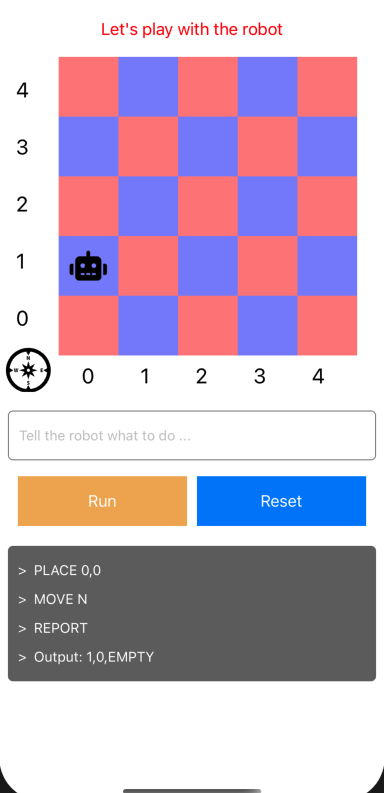 Let's play with the robot
4
3
2
1
0
N
W E
S
0 1 2 3 4
Tell the robot what to do ...
Run Reset
> PLACE 0,0
> MOVE N
> REPORT
> Output: 1,0,EMPTY